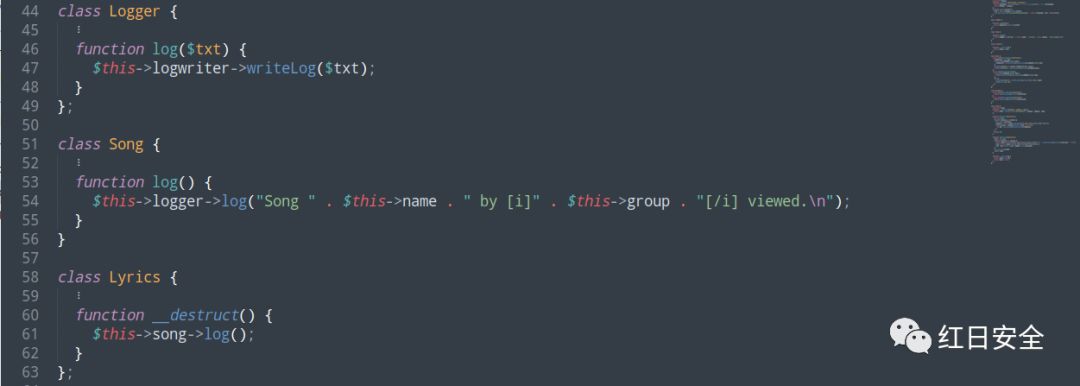 44 class Logger {
45 ⋮
46 function log($txt) {
47 $this->logwriter->writeLog($txt);
48 }
49 };
50
51 class Song {
52 ⋮
53 function log() {
54 $this->logger->log("Song " . $this->name . " by [i]" . $this->group . "[/i] viewed.\n");
55 }
56 }
57
58 class Lyrics {
59 ⋮
60 function __destruct() {
61 $this->song->log();
62 }
63 };
红日安全